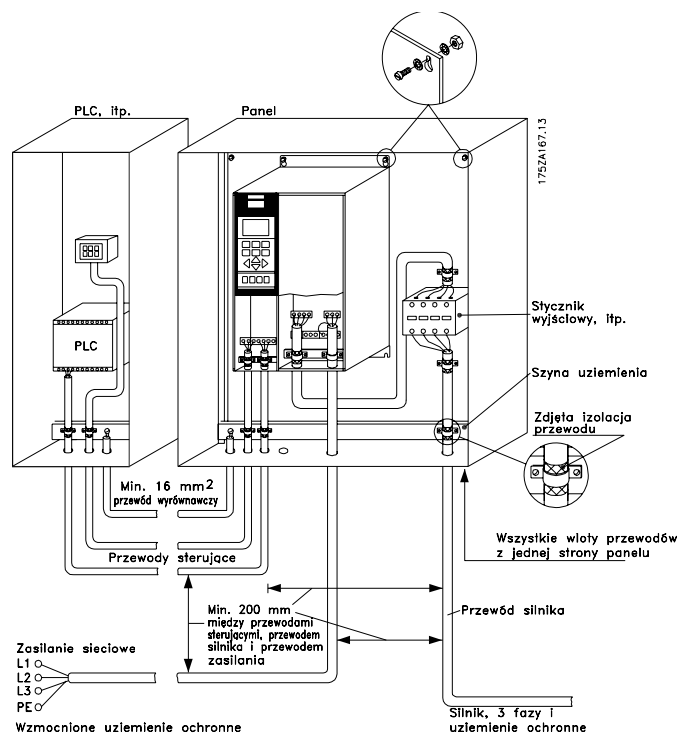 PLC, itp.
Panel
175ZA167.13
PLC
Stycznik
wyjściowy, itp.
Szyna uziemienia
Zdjęta izolacja
przewodu
Min. 16 mm2
przewód wyrównawczy
Wszystkie wloty przewodów
z jednej strony panelu
Przewody sterujące
Min. 200 mm
między przewodami
sterującymi, przewodem
silnika i przewodem
zasilania
Przewód silnika
Zasilanie sieciowe
L1
L2
L3
PE
Wzmocnione uziemienie ochronne
Silnik, 3 fazy i
uziemienie ochronne